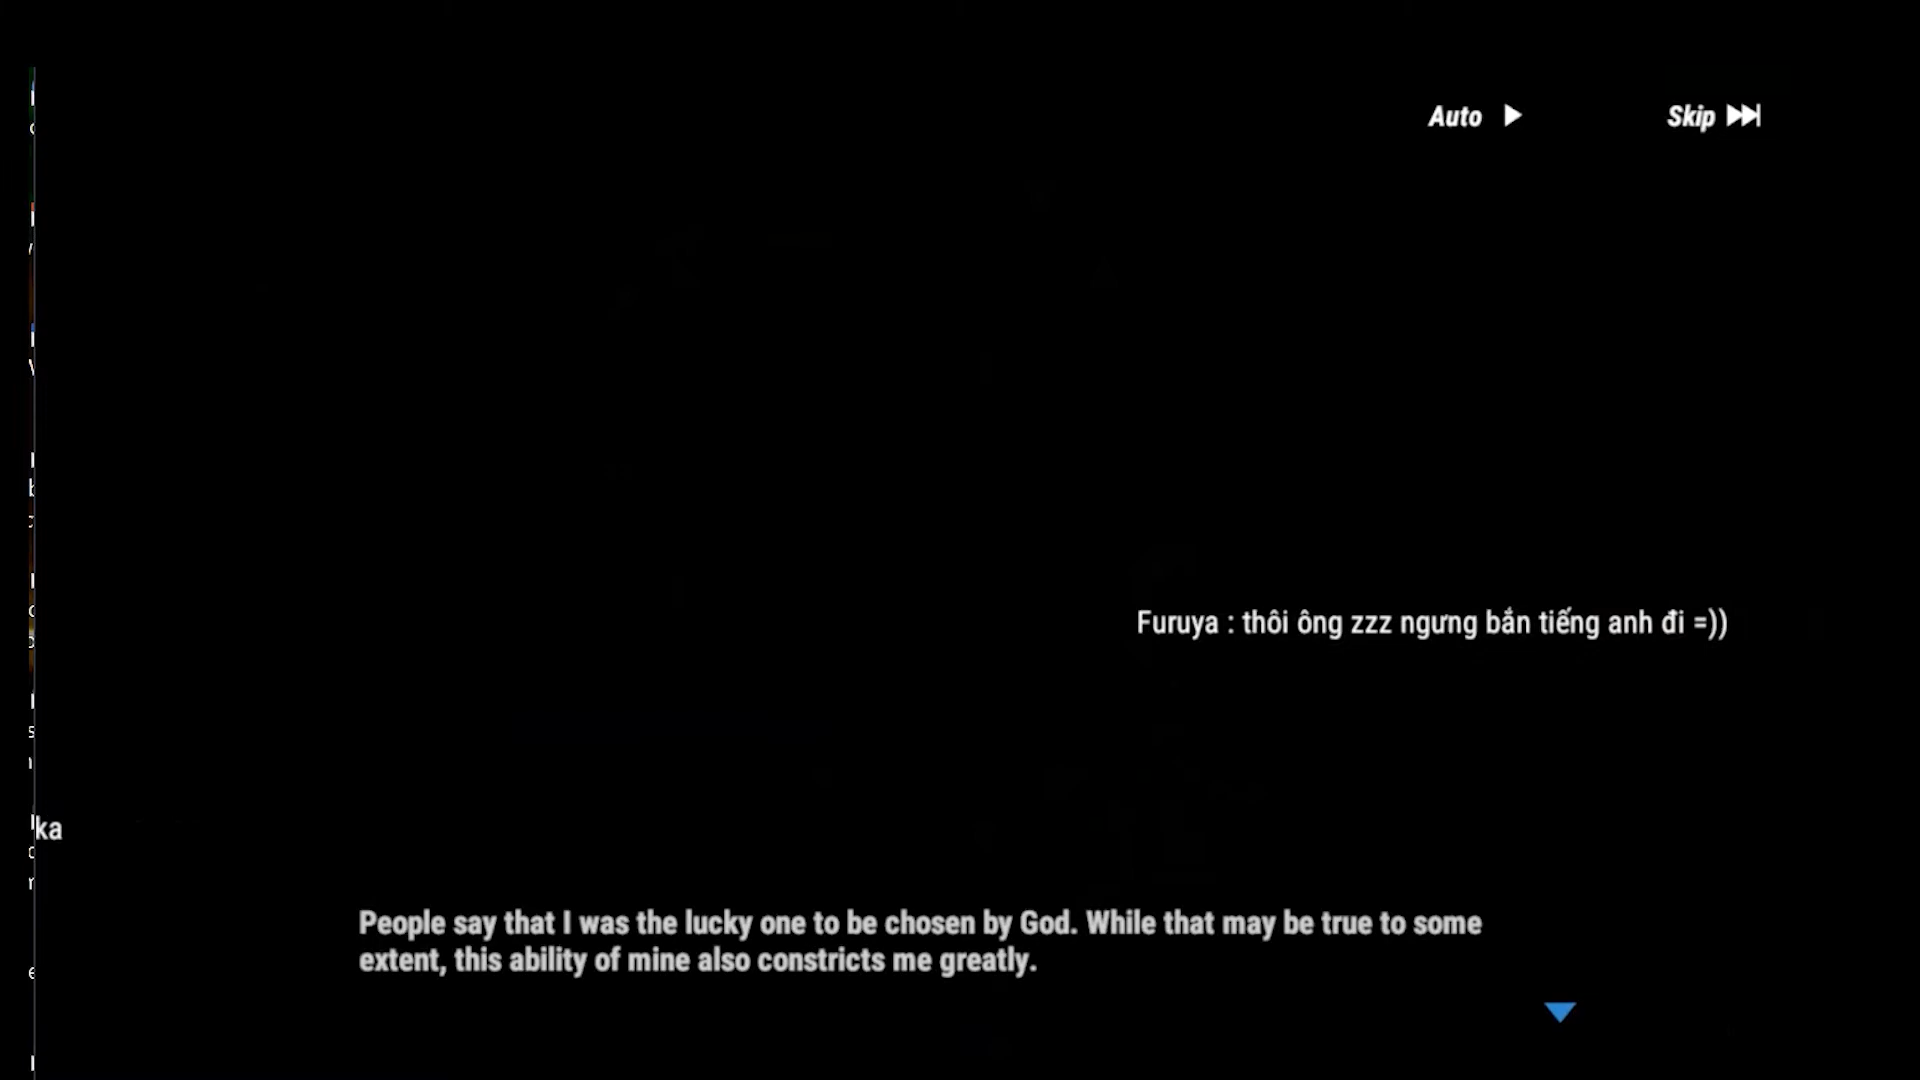 Auto
Skip
Furuya : thôi ông zzz ngưng bắn tiếng anh đi =))
ka
People say that I was the lucky one to be chosen by God. While that may be true to some
extent, this ability of mine also constricts me greatly.